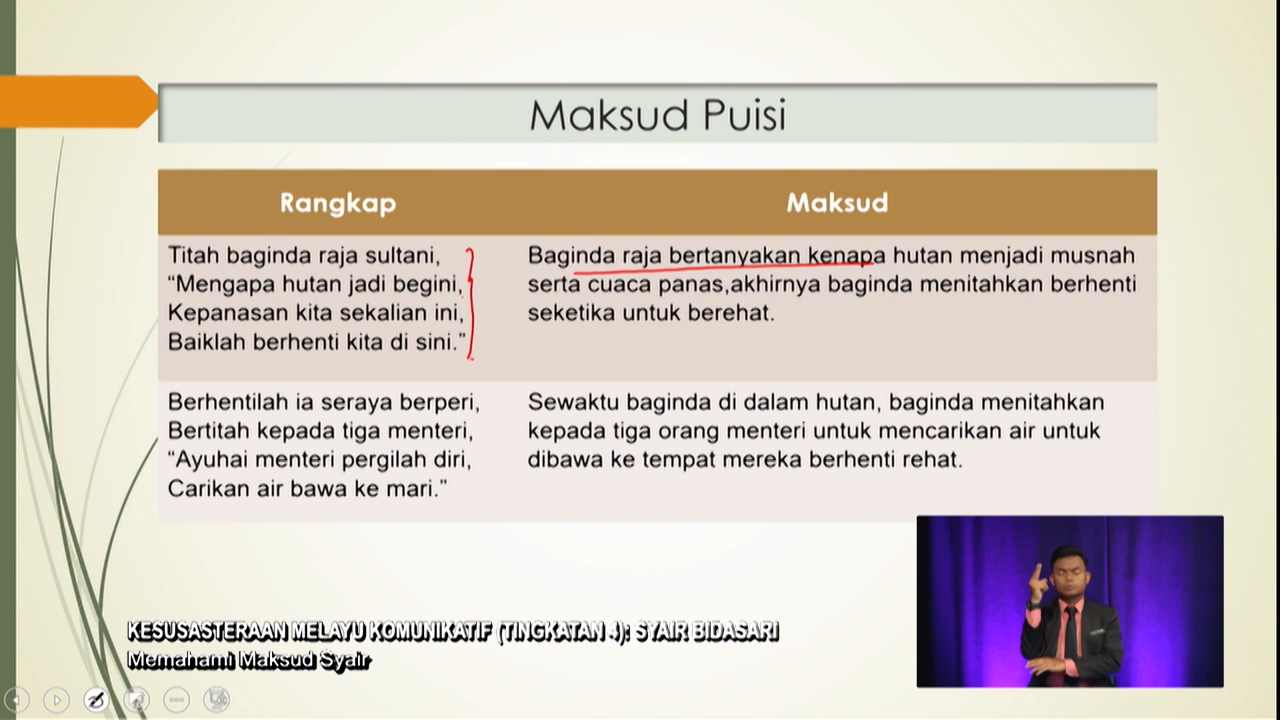 Maksud Puisi
Rangkap
Maksud
Titah baginda raja sultani,
“Mengapa hutan jadi begini,
Kepanasan kita sekalian ini,
Baiklah berhenti kita di sini.”
Baginda raja bertanyakan kenapa hutan menjadi musnah
serta cuaca panas,akhirnya baginda menitahkan berhenti
seketika untuk berehat.
Berhentilah ia seraya berperi,
Bertitah kepada tiga menteri,
“Ayuhai menteri pergilah diri,
Carikan air bawa ke mari.”
Sewaktu baginda di dalam hutan, baginda menitahkan
kepada tiga orang menteri untuk mencarikan air untuk
dibawa ke tempat mereka berhenti rehat.
KESUSASTERAAN MELAYU KOMUNIKATIF (TINGKATAN 4): SYAIR BIDASARI
Memahami Maksud Syair